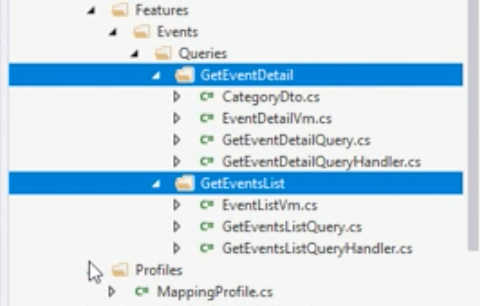 Features
Events
Queries
GetEventDetail
C# CategoryDto.cs
C# EventDetailVm.cs
C# GetEventDetailQuery.cs
C# GetEventDetailQueryHandler.cs
GetEventsList
C# EventListVm.cs
C# GetEventsListQuery.cs
C# GetEventsListQueryHandler.cs
Profiles
C# MappingProfile.cs